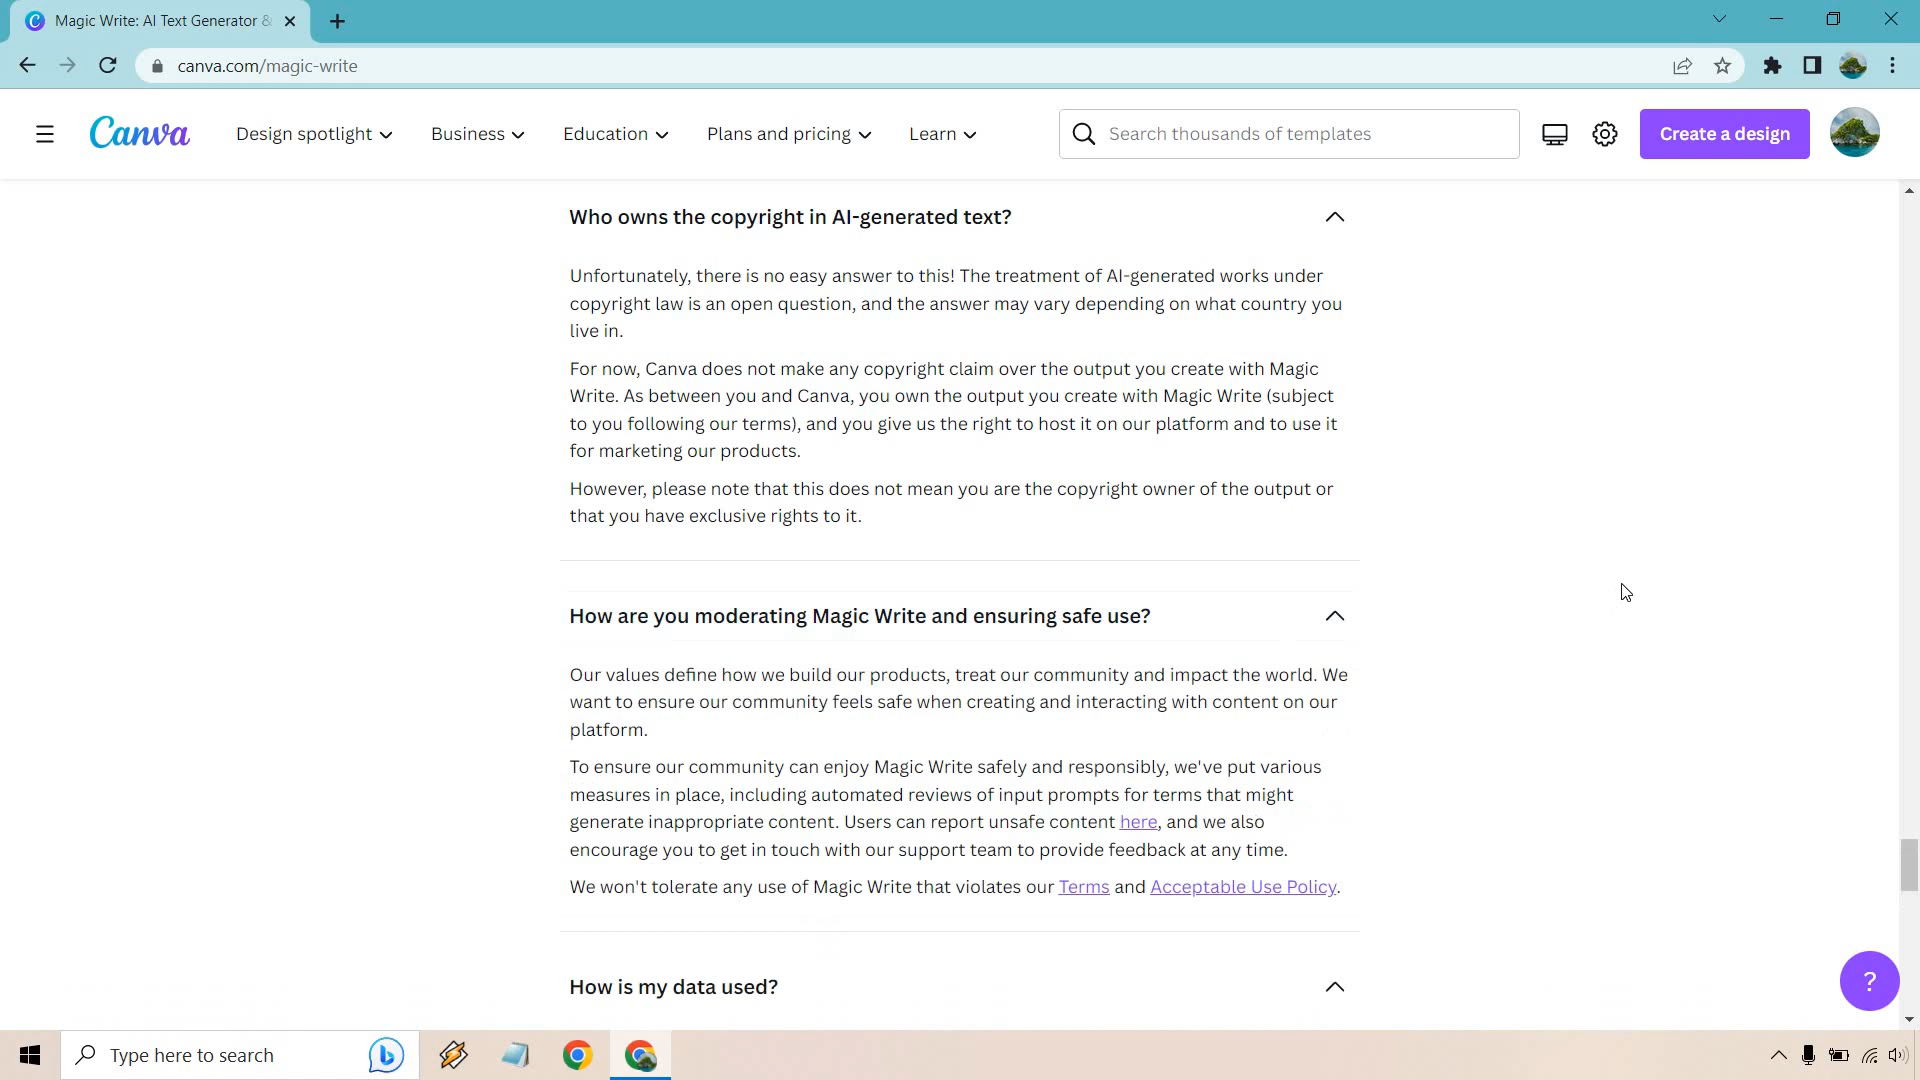 Magic Write: AI Text Generator &
canva.com/magic-write
Canva
Design spotlight
Business
Education
Plans and pricing
Learn
Search thousands of templates
Create a design
Who owns the copyright in AI-generated text?
Unfortunately, there is no easy answer to this! The treatment of AI-generated works under
copyright law is an open question, and the answer may vary depending on what country you
live in.
For now, Canva does not make any copyright claim over the output you create with Magic
Write. As between you and Canva, you own the output you create with Magic Write (subject
to you following our terms), and you give us the right to host it on our platform and to use it
for marketing our products.
However, please note that this does not mean you are the copyright owner of the output or
that you have exclusive rights to it.
How are you moderating Magic Write and ensuring safe use?
Our values define how we build our products, treat our community and impact the world. We
want to ensure our community feels safe when creating and interacting with content on our
platform.
To ensure our community can enjoy Magic Write safely and responsibly, we've put various
measures in place, including automated reviews of input prompts for terms that might
generate inappropriate content. Users can report unsafe content here, and we also
encourage you to get in touch with our support team to provide feedback at any time.
We won't tolerate any use of Magic Write that violates our Terms and Acceptable Use Policy.
How is my data used?
?
Type here to search